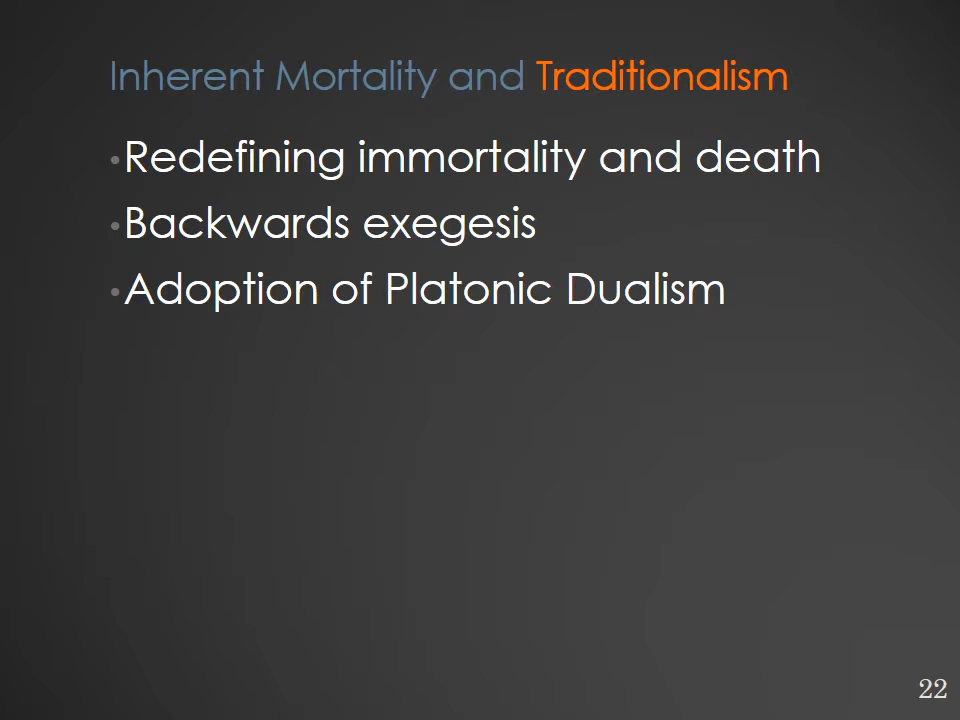 Inherent Mortality and Traditionalism
•Redefining immortality and death
•Backwards exegesis
•Adoption of Platonic Dualism
22